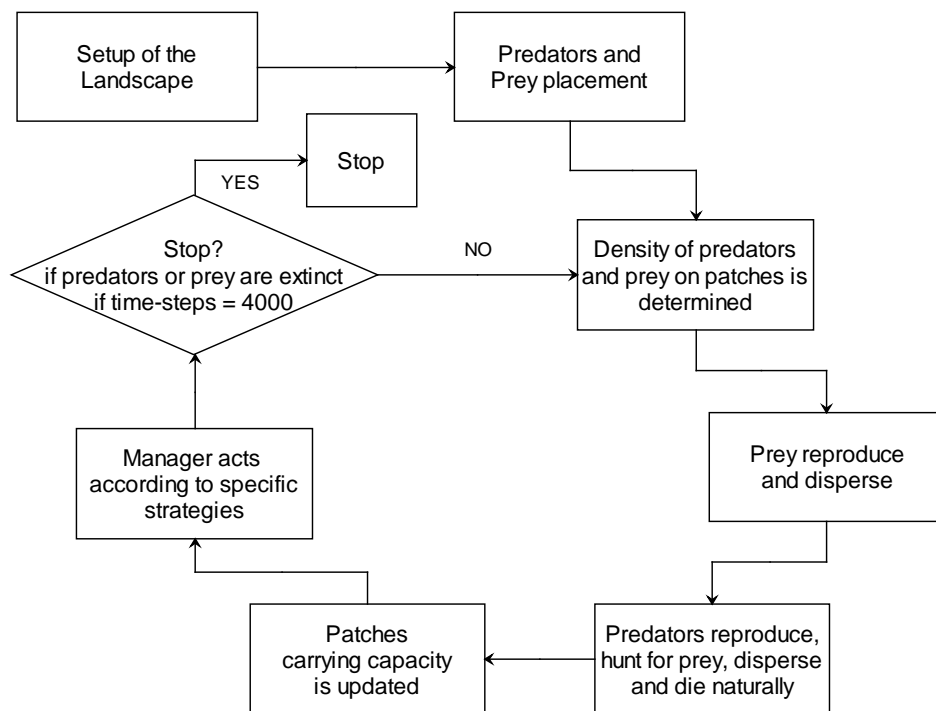 Setup of the
Landscape
Predators and
Prey placement
Stop
YES
Stop?
if predators or prey are extinct
if time-steps = 4000
NO
Density of predators
and prey on patches is
determined
Prey reproduce
and disperse
Manager acts
according to specific
strategies
Patches
carrying capacity
is updated
Predators reproduce,
hunt for prey, disperse
and die naturally